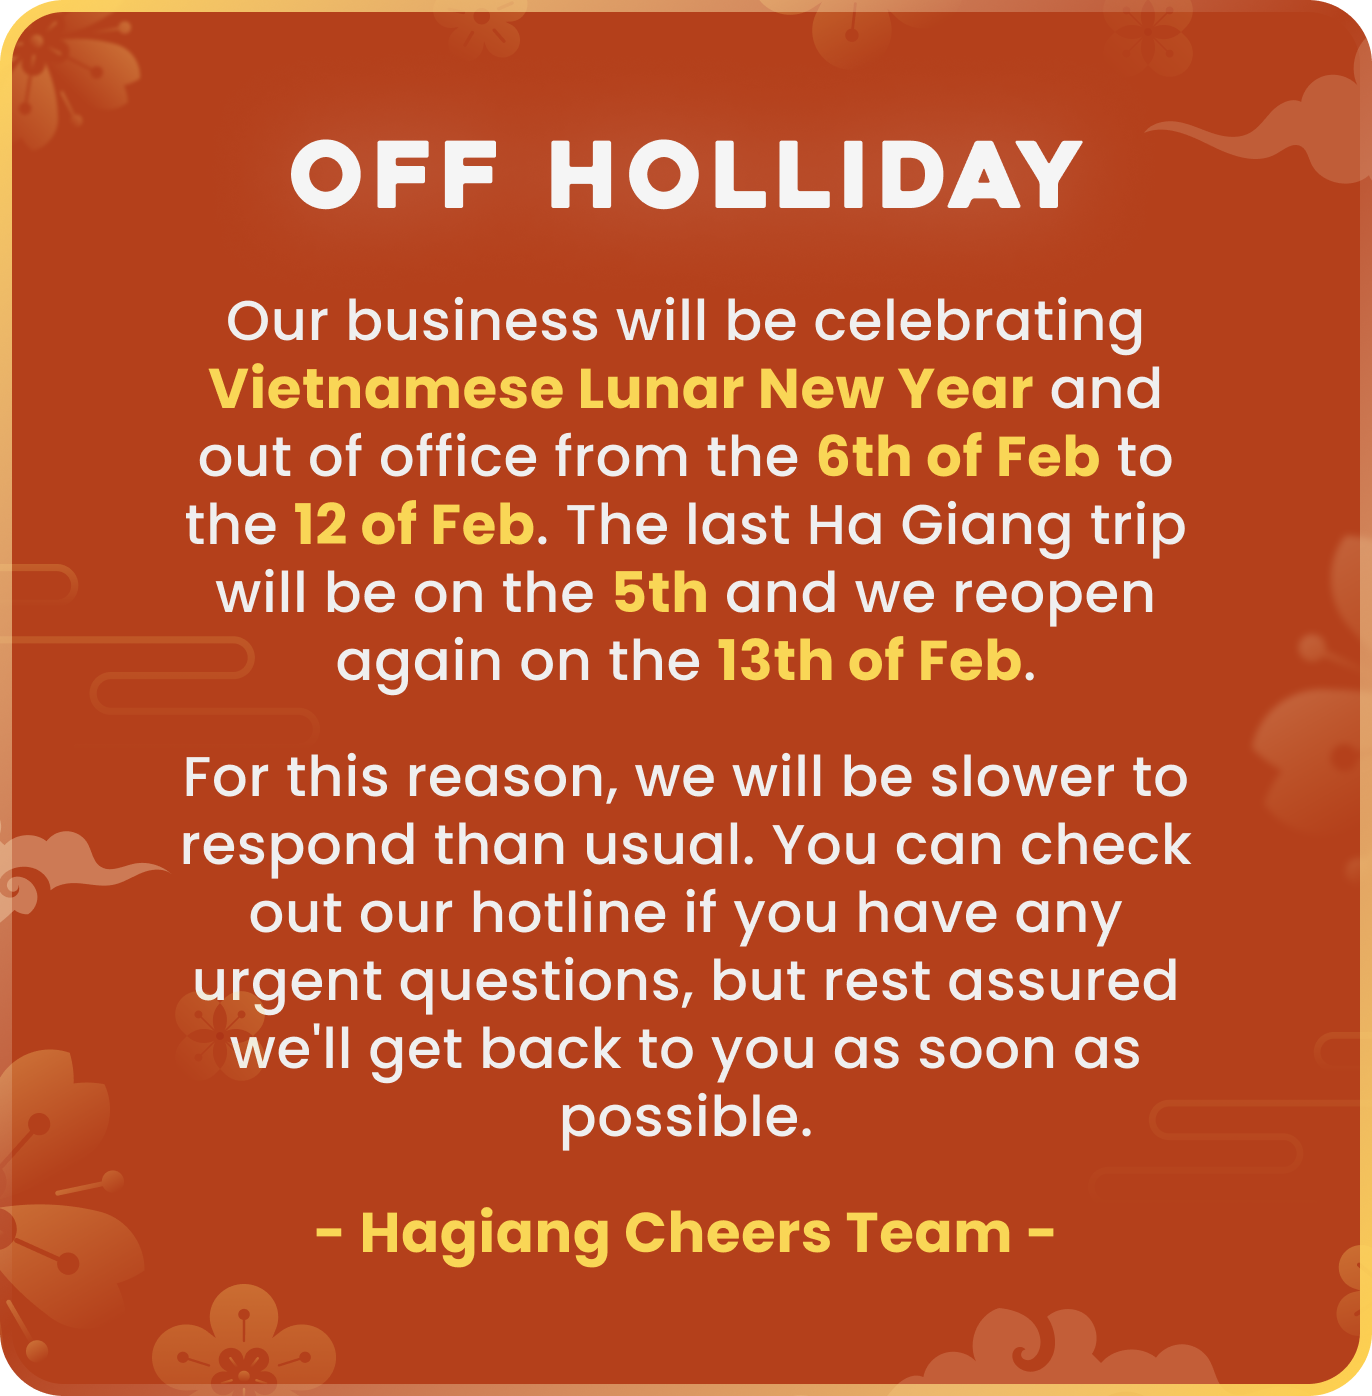 OFF HOLLIDAY
Our business will be celebrating
Vietnamese Lunar New Year and
out of office from the 6th of Feb to
the 12 of Feb. The last Ha Giang trip
will be on the 5th and we reopen
again on the 13th of Feb.
For this reason, we will be slower to
respond than usual. You can check
out our hotline if you have any
urgent questions, but rest assured
we'll get back to you as soon as
possible.
- Hagiang Cheers Team -